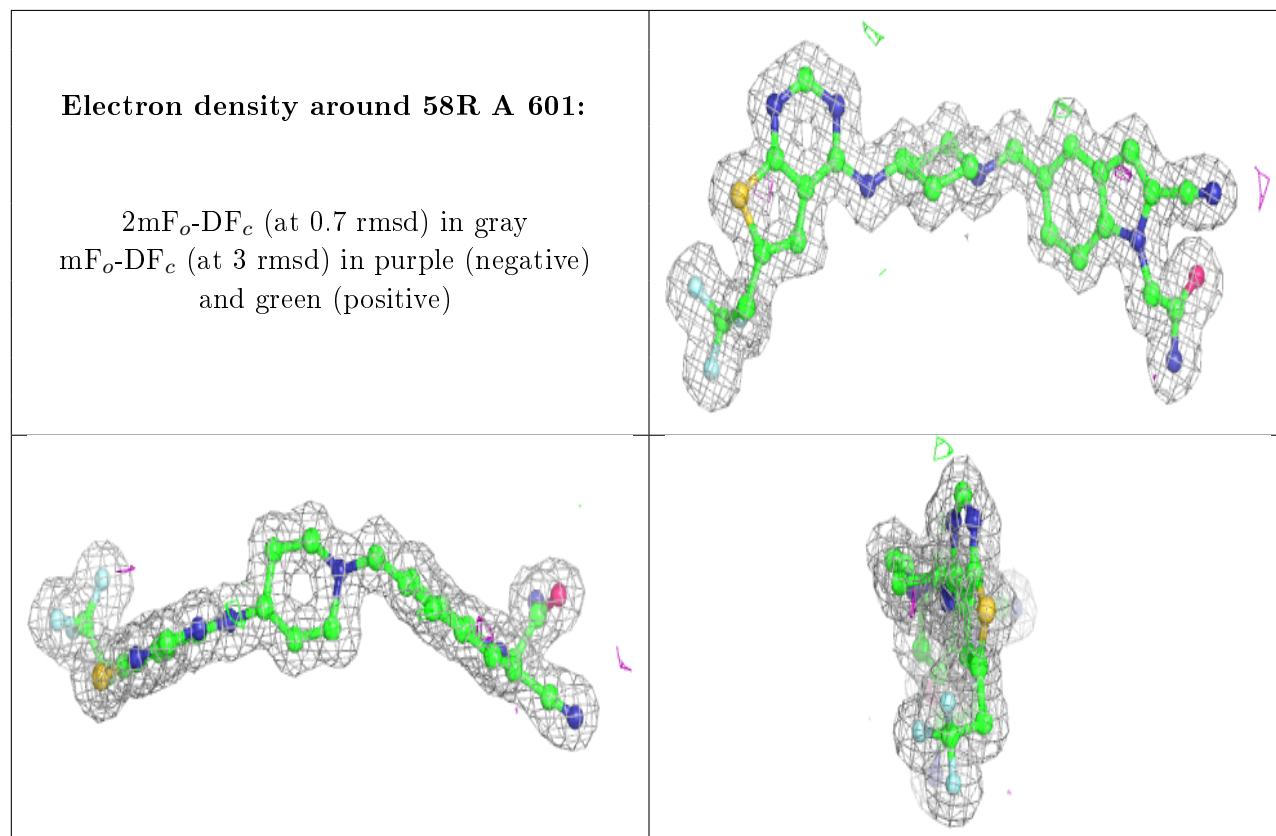 Electron density around 58R A 601:
2mFₒ-DF𝒸 (at 0.7 rmsd) in gray
mFₒ-DF𝒸 (at 3 rmsd) in purple (negative)
and green (positive)